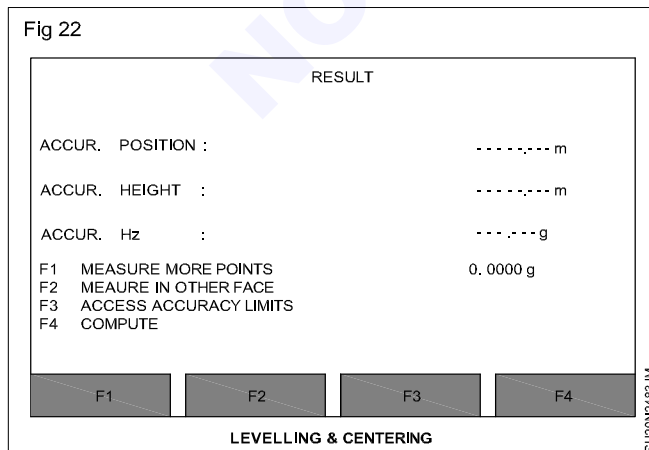 Fig 22
RESULT
ACCUR. POSITION : - - - - -.- - - m
ACCUR. HEIGHT : - - - - -.- - - m
ACCUR. Hz : - - -.- - - g
F1 MEASURE MORE POINTS 0. 0000 g
F2 MEAURE IN OTHER FACE
F3 ACCESS ACCURACY LIMITS
F4 COMPUTE
F1 F2 F3 F4
LEVELLING & CENTERING